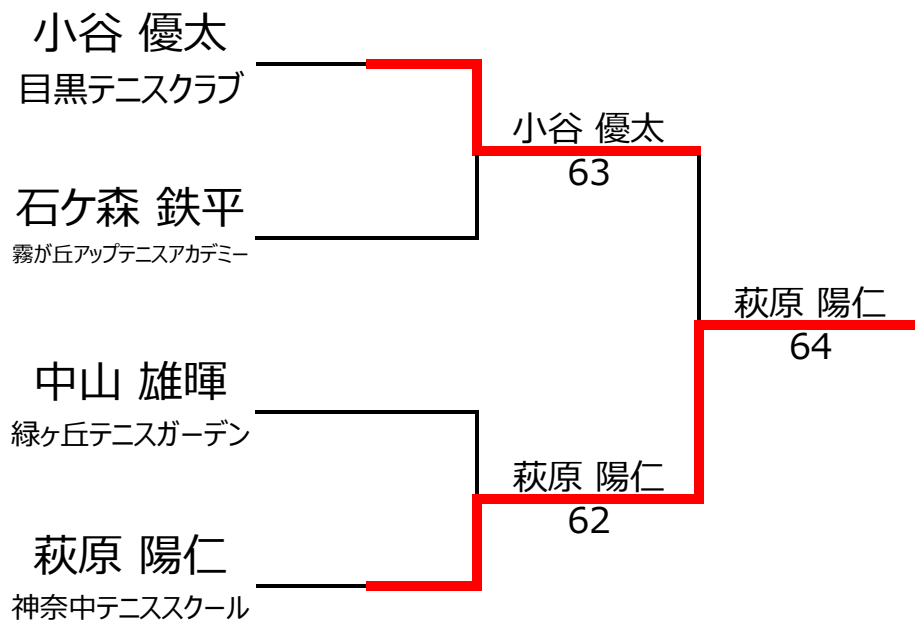 小谷 優太
目黒テニスクラブ
石ケ森 鉄平
霧が丘アップテニスアカデミー
中山 雄暉
緑ヶ丘テニスガーデン
萩原 陽仁
神奈中テニススクール
小谷 優太
63
萩原 陽仁
62
萩原 陽仁
64